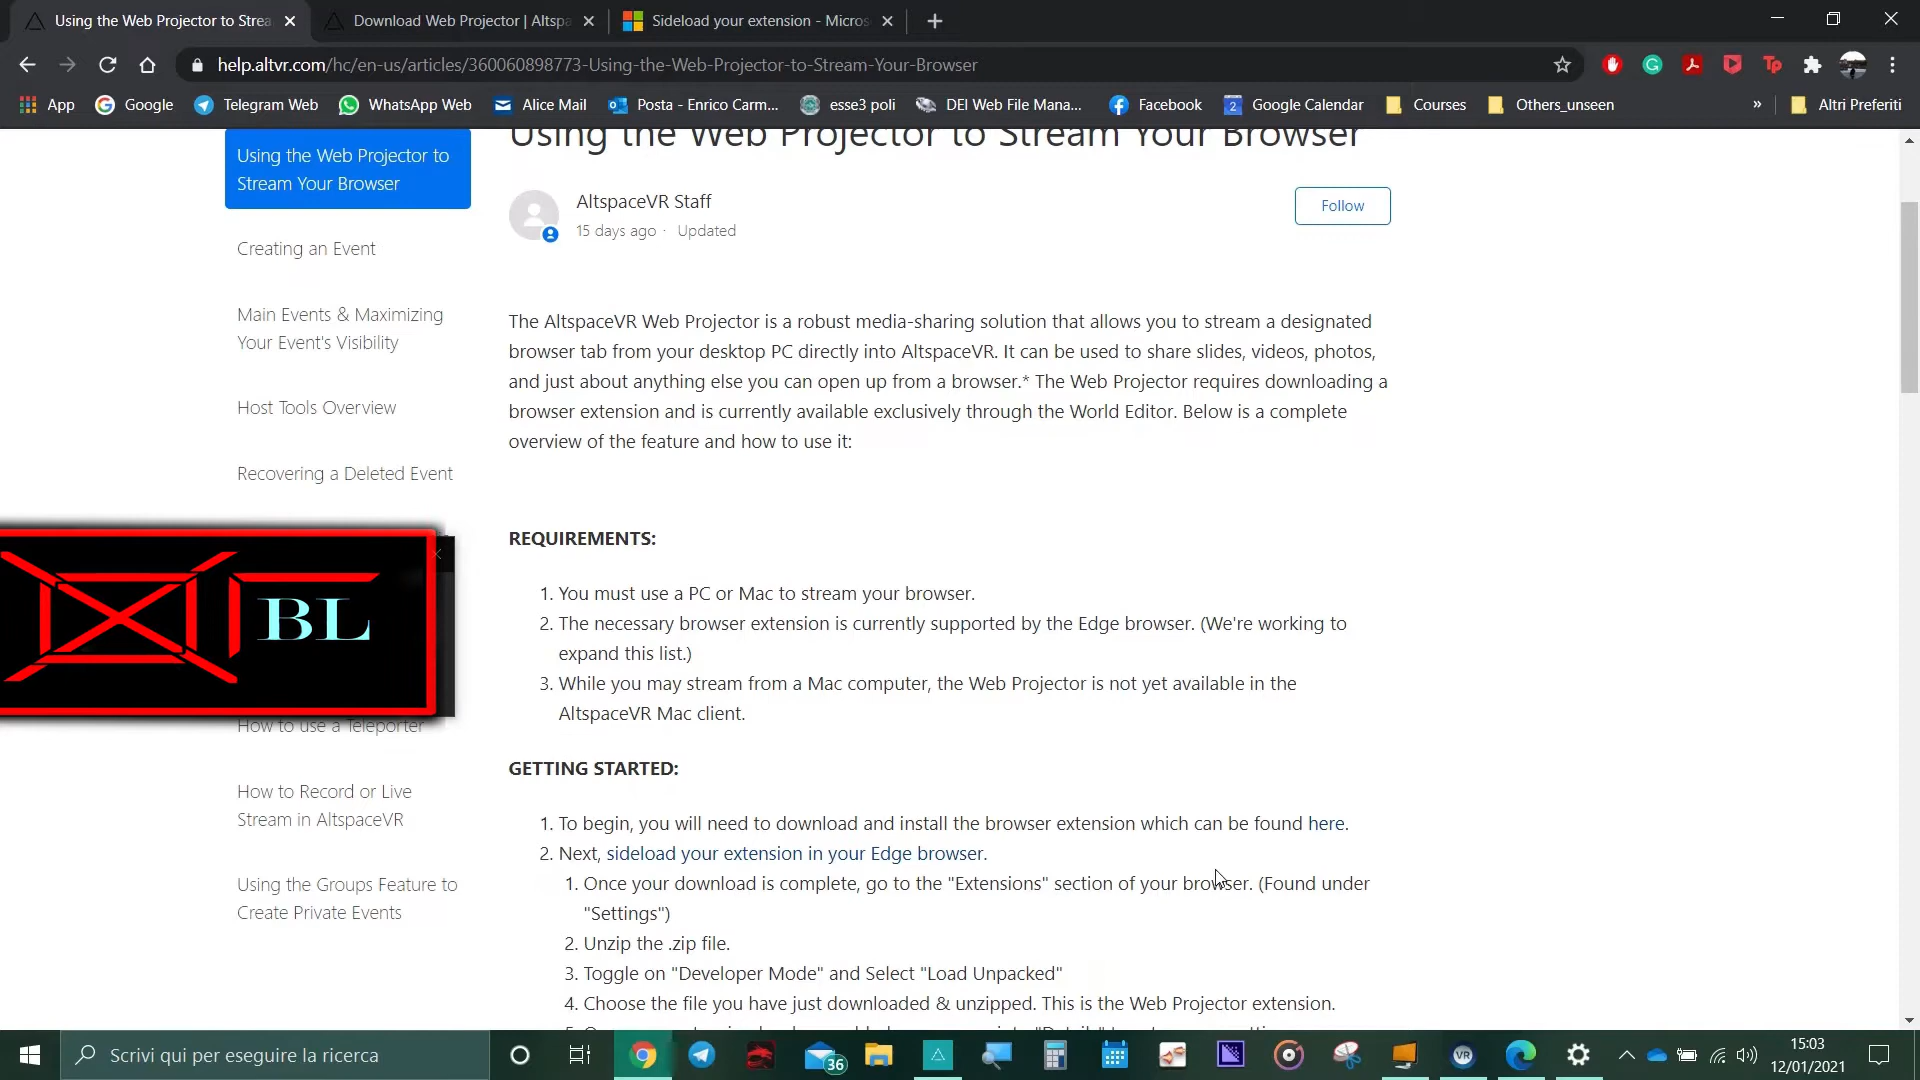 Using the Web Projector to Strea
Download Web Projector | Altspa
Sideload your extension - Micros
help.altvr.com/hc/en-us/articles/360060898773-Using-the-Web-Projector-to-Stream-Your-Browser
App
Google
Telegram Web
WhatsApp Web
Alice Mail
Posta - Enrico Carm...
esse3 poli
DEI Web File Mana...
Facebook
Google Calendar
Courses
Others_unseen
»
Altri Preferiti
Using the Web Projector to
Stream Your Browser
Creating an Event
Main Events & Maximizing
Your Event's Visibility
Host Tools Overview
Recovering a Deleted Event
BL
How to use a Teleporter
How to Record or Live
Stream in AltspaceVR
Using the Groups Feature to
Create Private Events
Using the Web Projector to Stream Your Browser
AltspaceVR Staff
15 days ago · Updated
Follow
The AltspaceVR Web Projector is a robust media-sharing solution that allows you to stream a designated
browser tab from your desktop PC directly into AltspaceVR. It can be used to share slides, videos, photos,
and just about anything else you can open up from a browser.* The Web Projector requires downloading a
browser extension and is currently available exclusively through the World Editor. Below is a complete
overview of the feature and how to use it:
REQUIREMENTS:
1. You must use a PC or Mac to stream your browser.
2. The necessary browser extension is currently supported by the Edge browser. (We're working to
expand this list.)
3. While you may stream from a Mac computer, the Web Projector is not yet available in the
AltspaceVR Mac client.
GETTING STARTED:
1. To begin, you will need to download and install the browser extension which can be found here.
2. Next, sideload your extension in your Edge browser.
1. Once your download is complete, go to the "Extensions" section of your browser. (Found under
"Settings")
2. Unzip the .zip file.
3. Toggle on "Developer Mode" and Select "Load Unpacked"
4. Choose the file you have just downloaded & unzipped. This is the Web Projector extension.
Scrivi qui per eseguire la ricerca
36
VR
15:03
12/01/2021